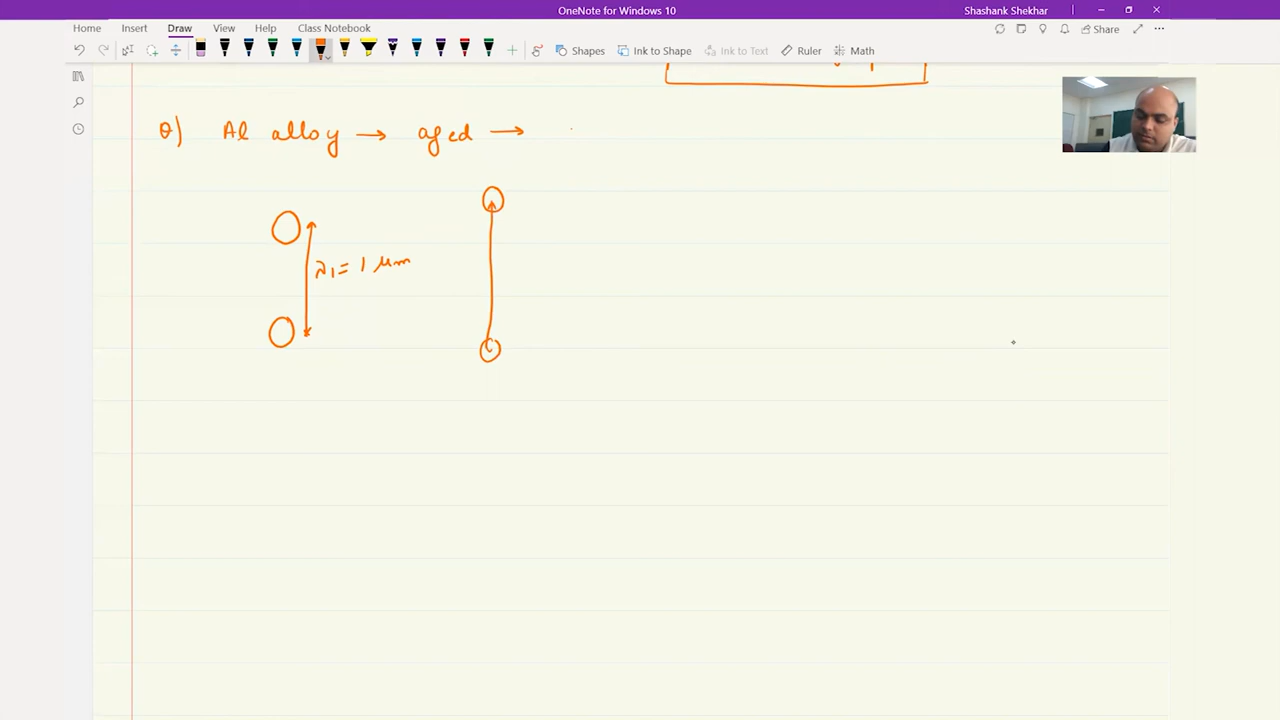 OneNote for Windows 10
Shashank Shekhar
Home Insert Draw View Help Class Notebook
Share
Shapes Ink to Shape Ink to Text Ruler Math
Q) Al alloy → aged →
λ1 = 1 μm